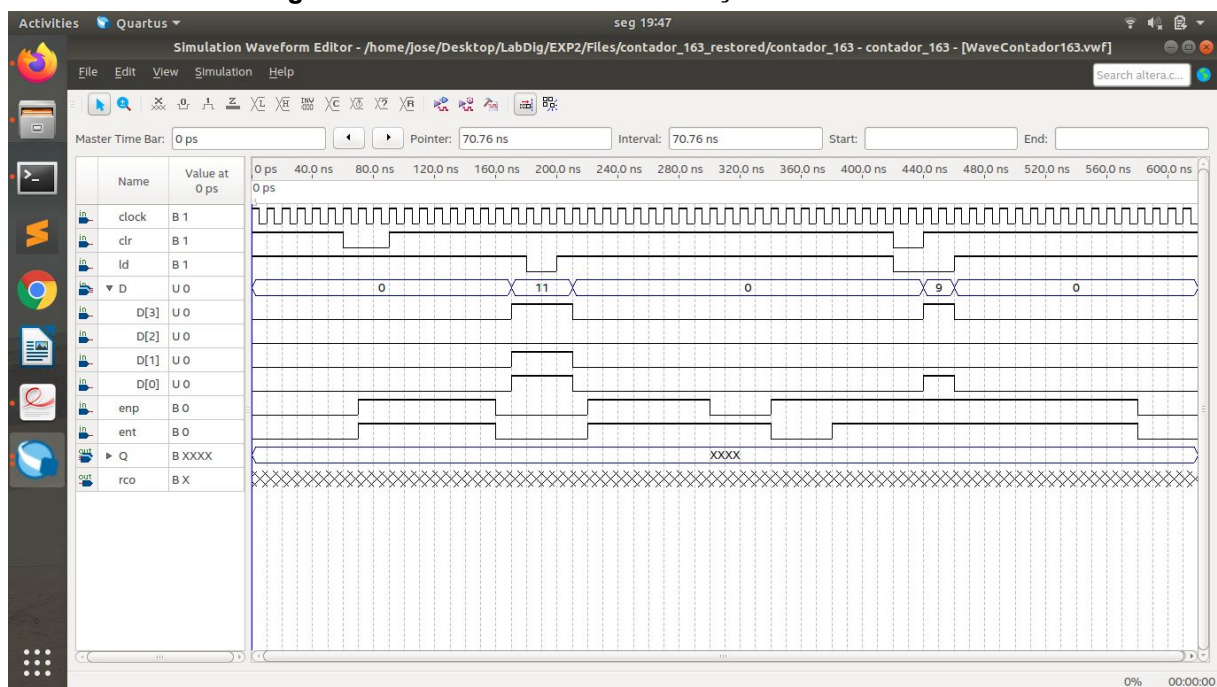 Activities Quartus seg 19:47
Simulation Waveform Editor - /home/jose/Desktop/LabDig/EXP2/Files/contador_163_restored/contador_163 - contador_163 - [WaveContador163.vwf]
File Edit View Simulation Help Search altera.c...
Master Time Bar: 0 ps Pointer: 70.76 ns Interval: 70.76 ns Start: End:
Name Value at 0 ps
0 ps 40.0 ns 80.0 ns 120.0 ns 160.0 ns 200.0 ns 240.0 ns 280.0 ns 320.0 ns 360.0 ns 400.0 ns 440.0 ns 480.0 ns 520.0 ns 560.0 ns 600.0 ns
0 ps
clock B 1
clr B 1
ld B 1
D U 0 0 11 0 9 0
D[3] U 0
D[2] U 0
D[1] U 0
D[0] U 0
enp B 0
ent B 0
Q B XXXX XXXX
rco B X
0% 00:00:00